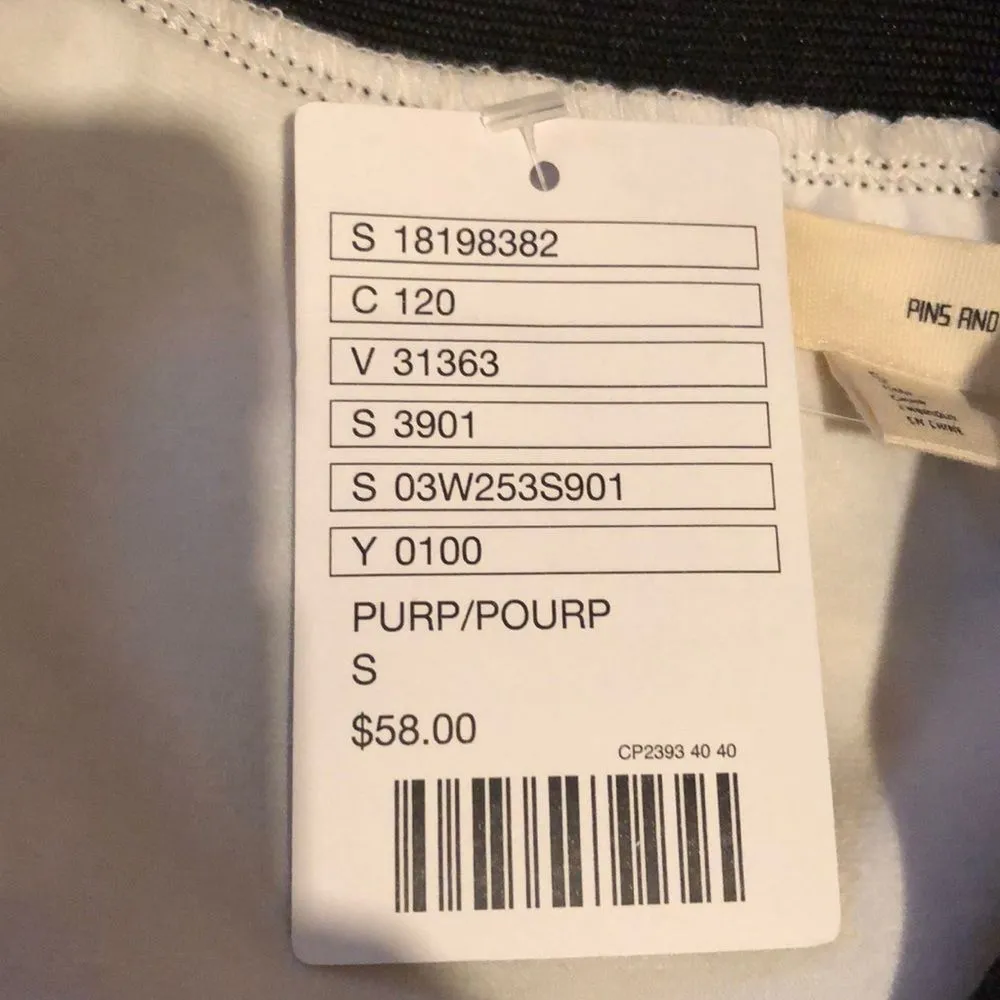 S 18198382
C 120
V 31363
S 3901
S 03W253S901
Y 0100
PURP/POURP
S
$58.00
CP2393 40 40
PINS AND